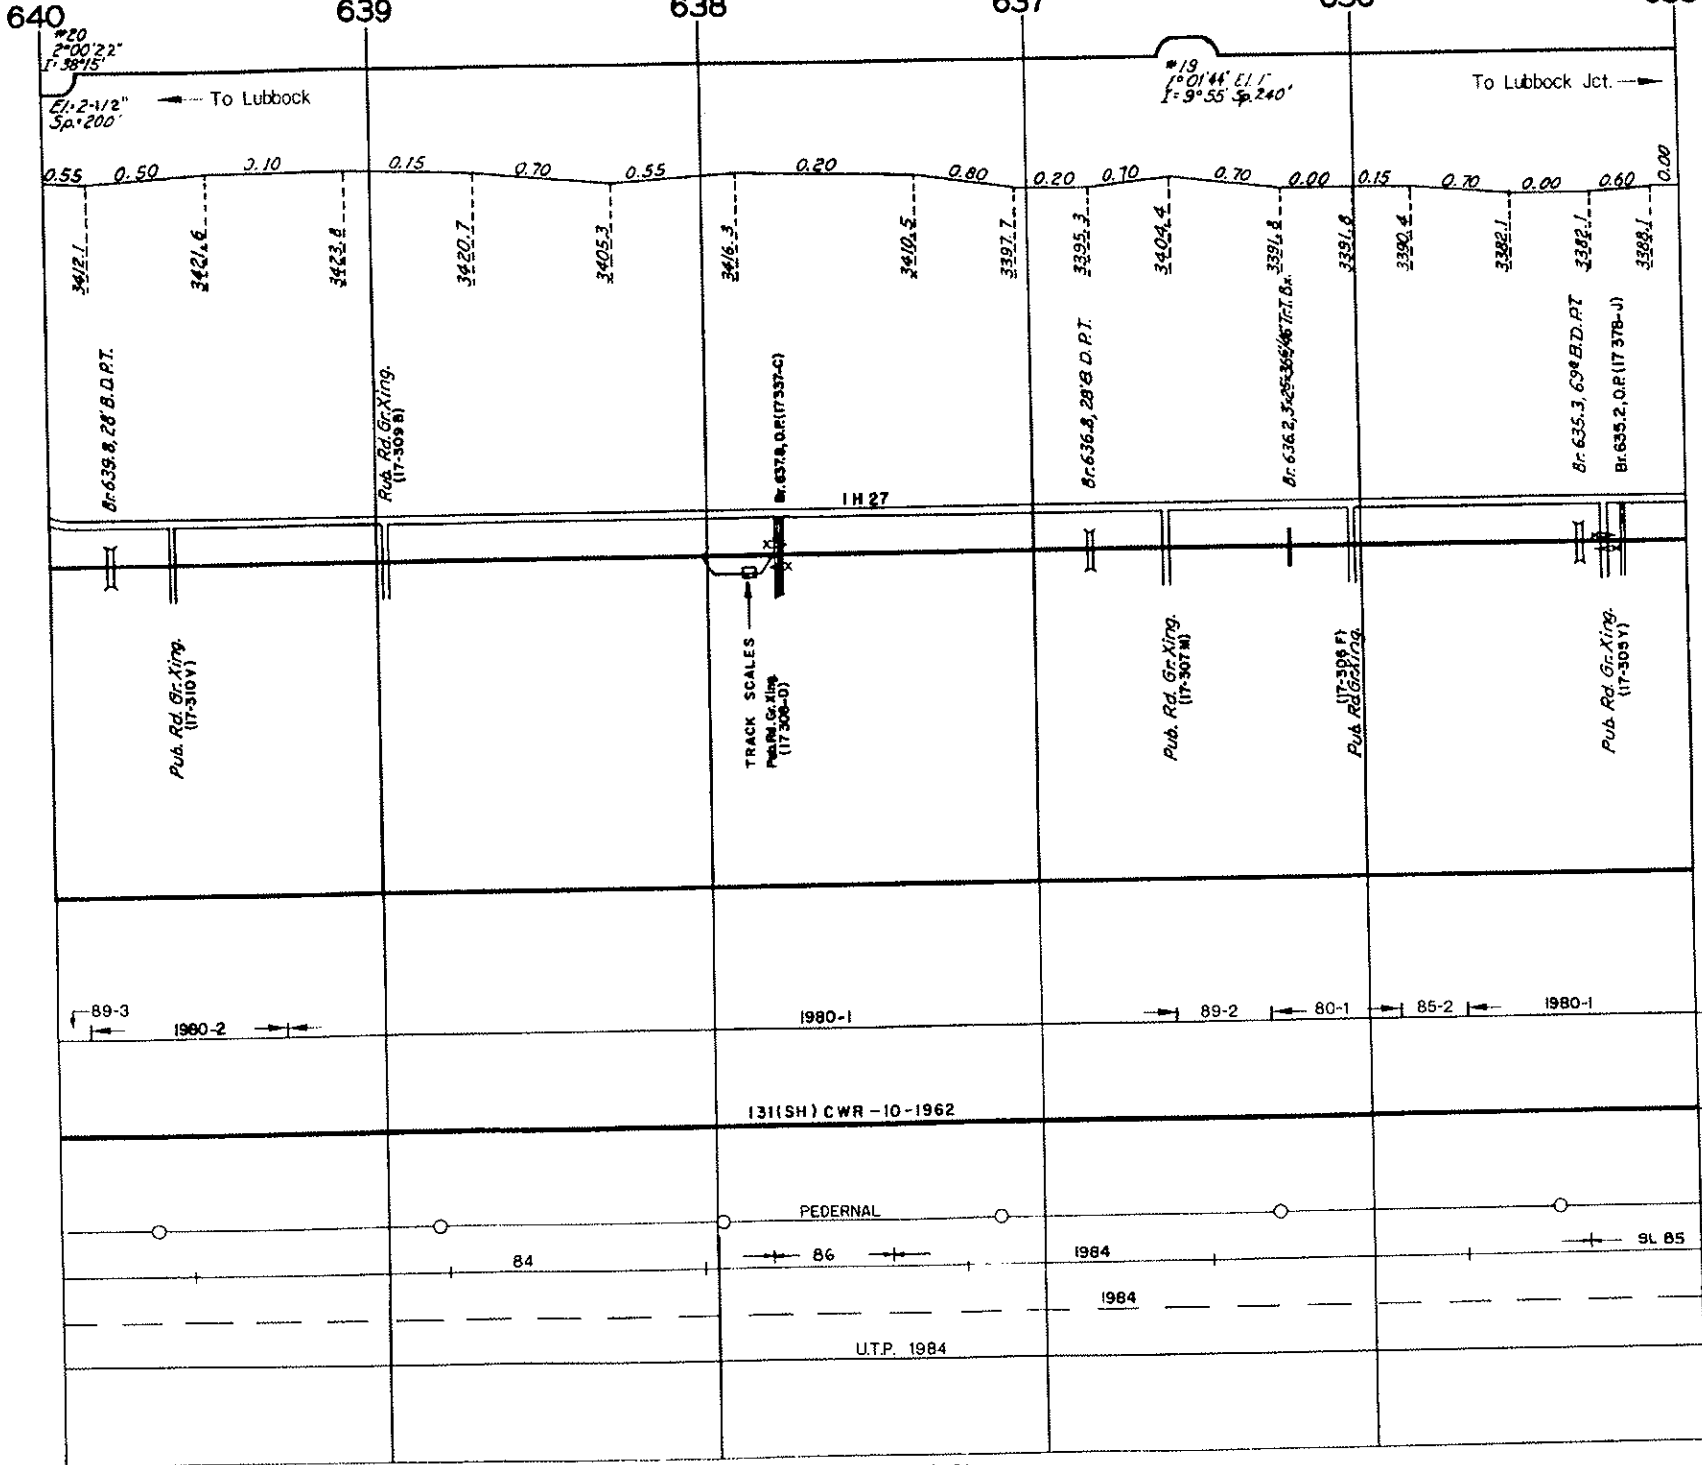 640
639
638
637
#20
2°00'22"
I=38°15'
El.=2-1/2"
Sp.=200'
To Lubbock
#19
1°01'44" El. 1"
I=9°55' Sp. 240'
To Lubbock Jct.
0.55 0.50 0.10 0.15 0.70 0.55 0.20 0.80 0.20 0.70 0.70 0.00 0.15 0.70 0.00 0.60 0.00
3412.1
3421.6
3423.8
3420.7
3405.3
3416.3
3410.5
3397.7
3395.3
3404.4
3391.8
3391.8
3390.4
3382.1
3382.1
3388.1
Br. 639.8, 28' B.D.P.T.
Pub. Rd. Gr. Xing.
(17-309 B)
Br. 637.8, O.P. (17337-C)
Br. 636.8, 28' B.D.P.T.
Br. 636.2,
Tr.T. Bx.
Br. 635.3, 69' B.D.P.T
Br. 635.2, O.P. (17 378-J)
I H 27
Pub. Rd. Gr. Xing.
(17-310 Y)
TRACK SCALES
Pub. Rd. Gr. Xing.
(17 308-D)
Pub. Rd. Gr. Xing.
(17-307 M)
(17-306 F)
Pub. Rd. Gr. Xing.
Pub. Rd. Gr. Xing.
(17-305 Y)
89-3
1980-2
1980-1
89-2
80-1
85-2
1980-1
131(SH) CWR-10-1962
PEDERNAL
84
86
1984
SL 85
1984
U.T.P. 1984